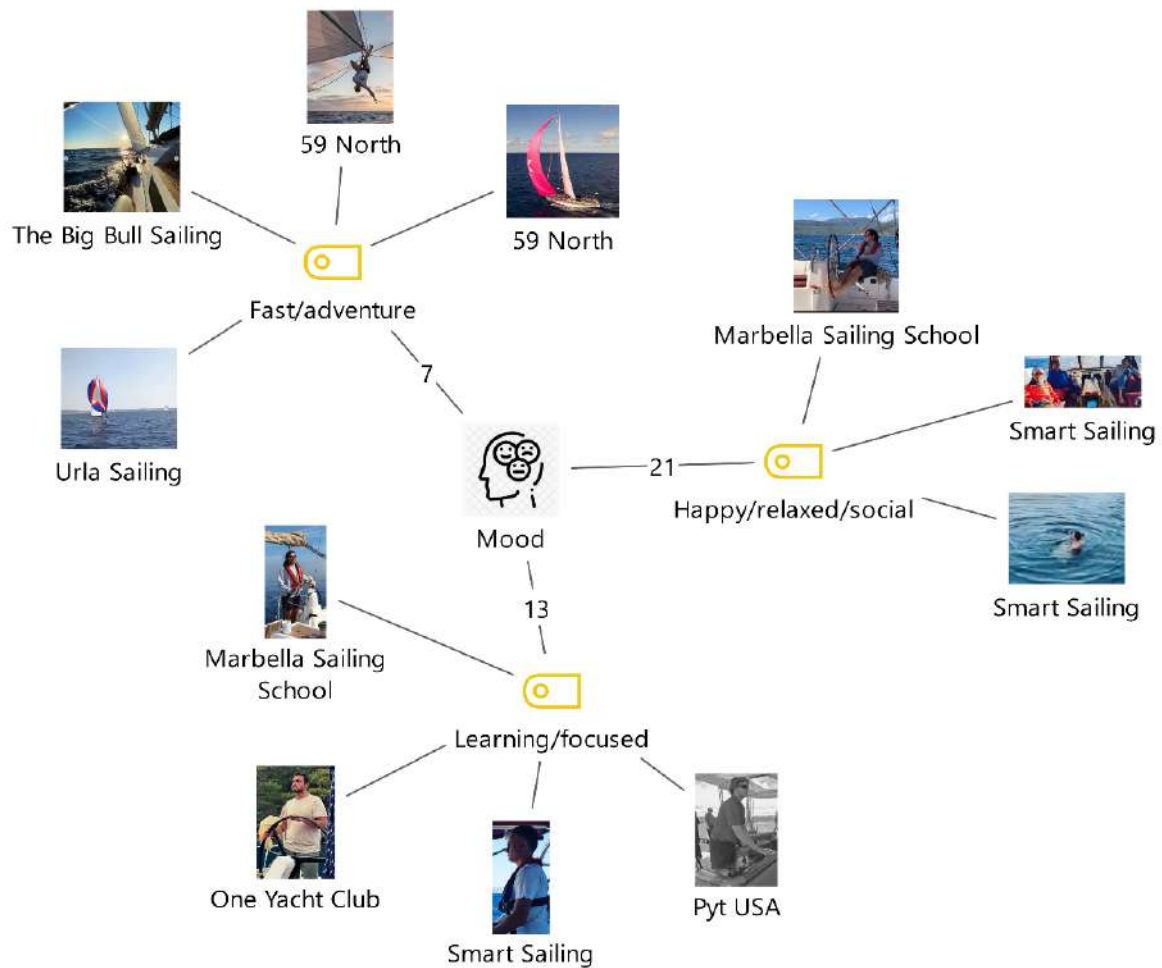 59 North
The Big Bull Sailing
59 North
Fast/adventure
Marbella Sailing School
7
Smart Sailing
Urla Sailing
21
Happy/relaxed/social
Mood
Smart Sailing
13
Marbella Sailing
School
Learning/focused
One Yacht Club
Pyt USA
Smart Sailing